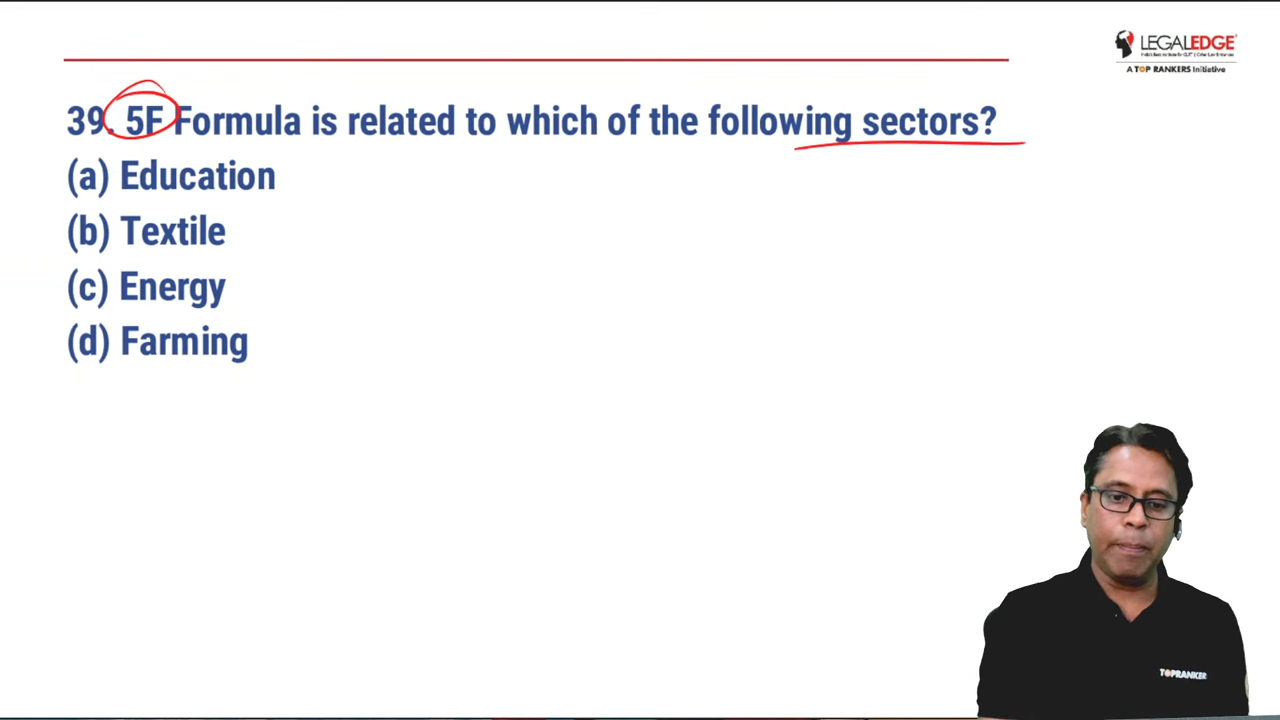 LEGALEDGE
A TOP RANKERS Initiative
39. 5F Formula is related to which of the following sectors?
(a) Education
(b) Textile
(c) Energy
(d) Farming
TOPRANKER